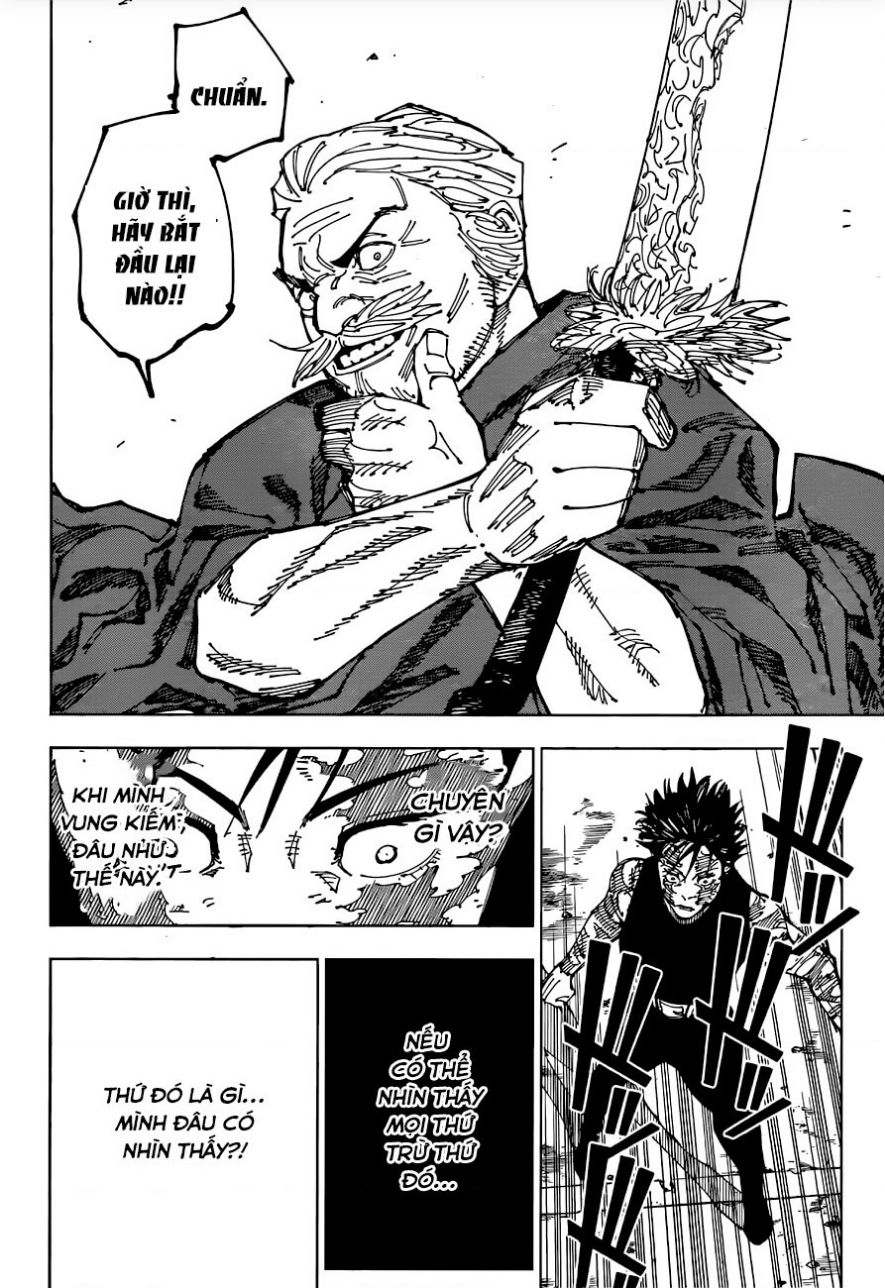 CHUẨN.
GIỜ THÌ,
HÃY BẮT
ĐẦU LẠI
NÀO!!
CHUYỆN
GÌ VẬY?
KHI MÌNH
VUNG KIẾM,
ĐÂU NHƯ
THẾ NÀY.
NẾU
CÓ THỂ
NHÌN THẤY
MỌI THỨ
TRỪ THỨ
ĐÓ...
THỨ ĐÓ LÀ GÌ...
MÌNH ĐÂU CÓ
NHÌN THẤY?!